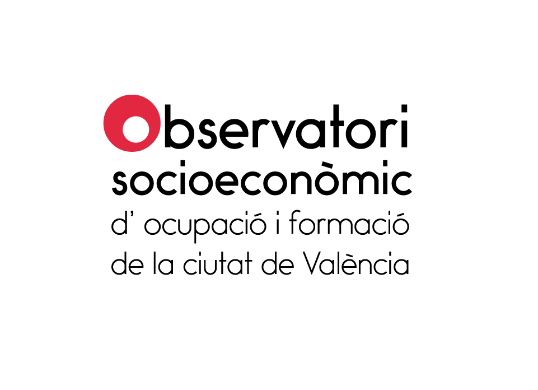 Observatori
socioeconòmic
d' ocupació i formació
de la ciutat de València